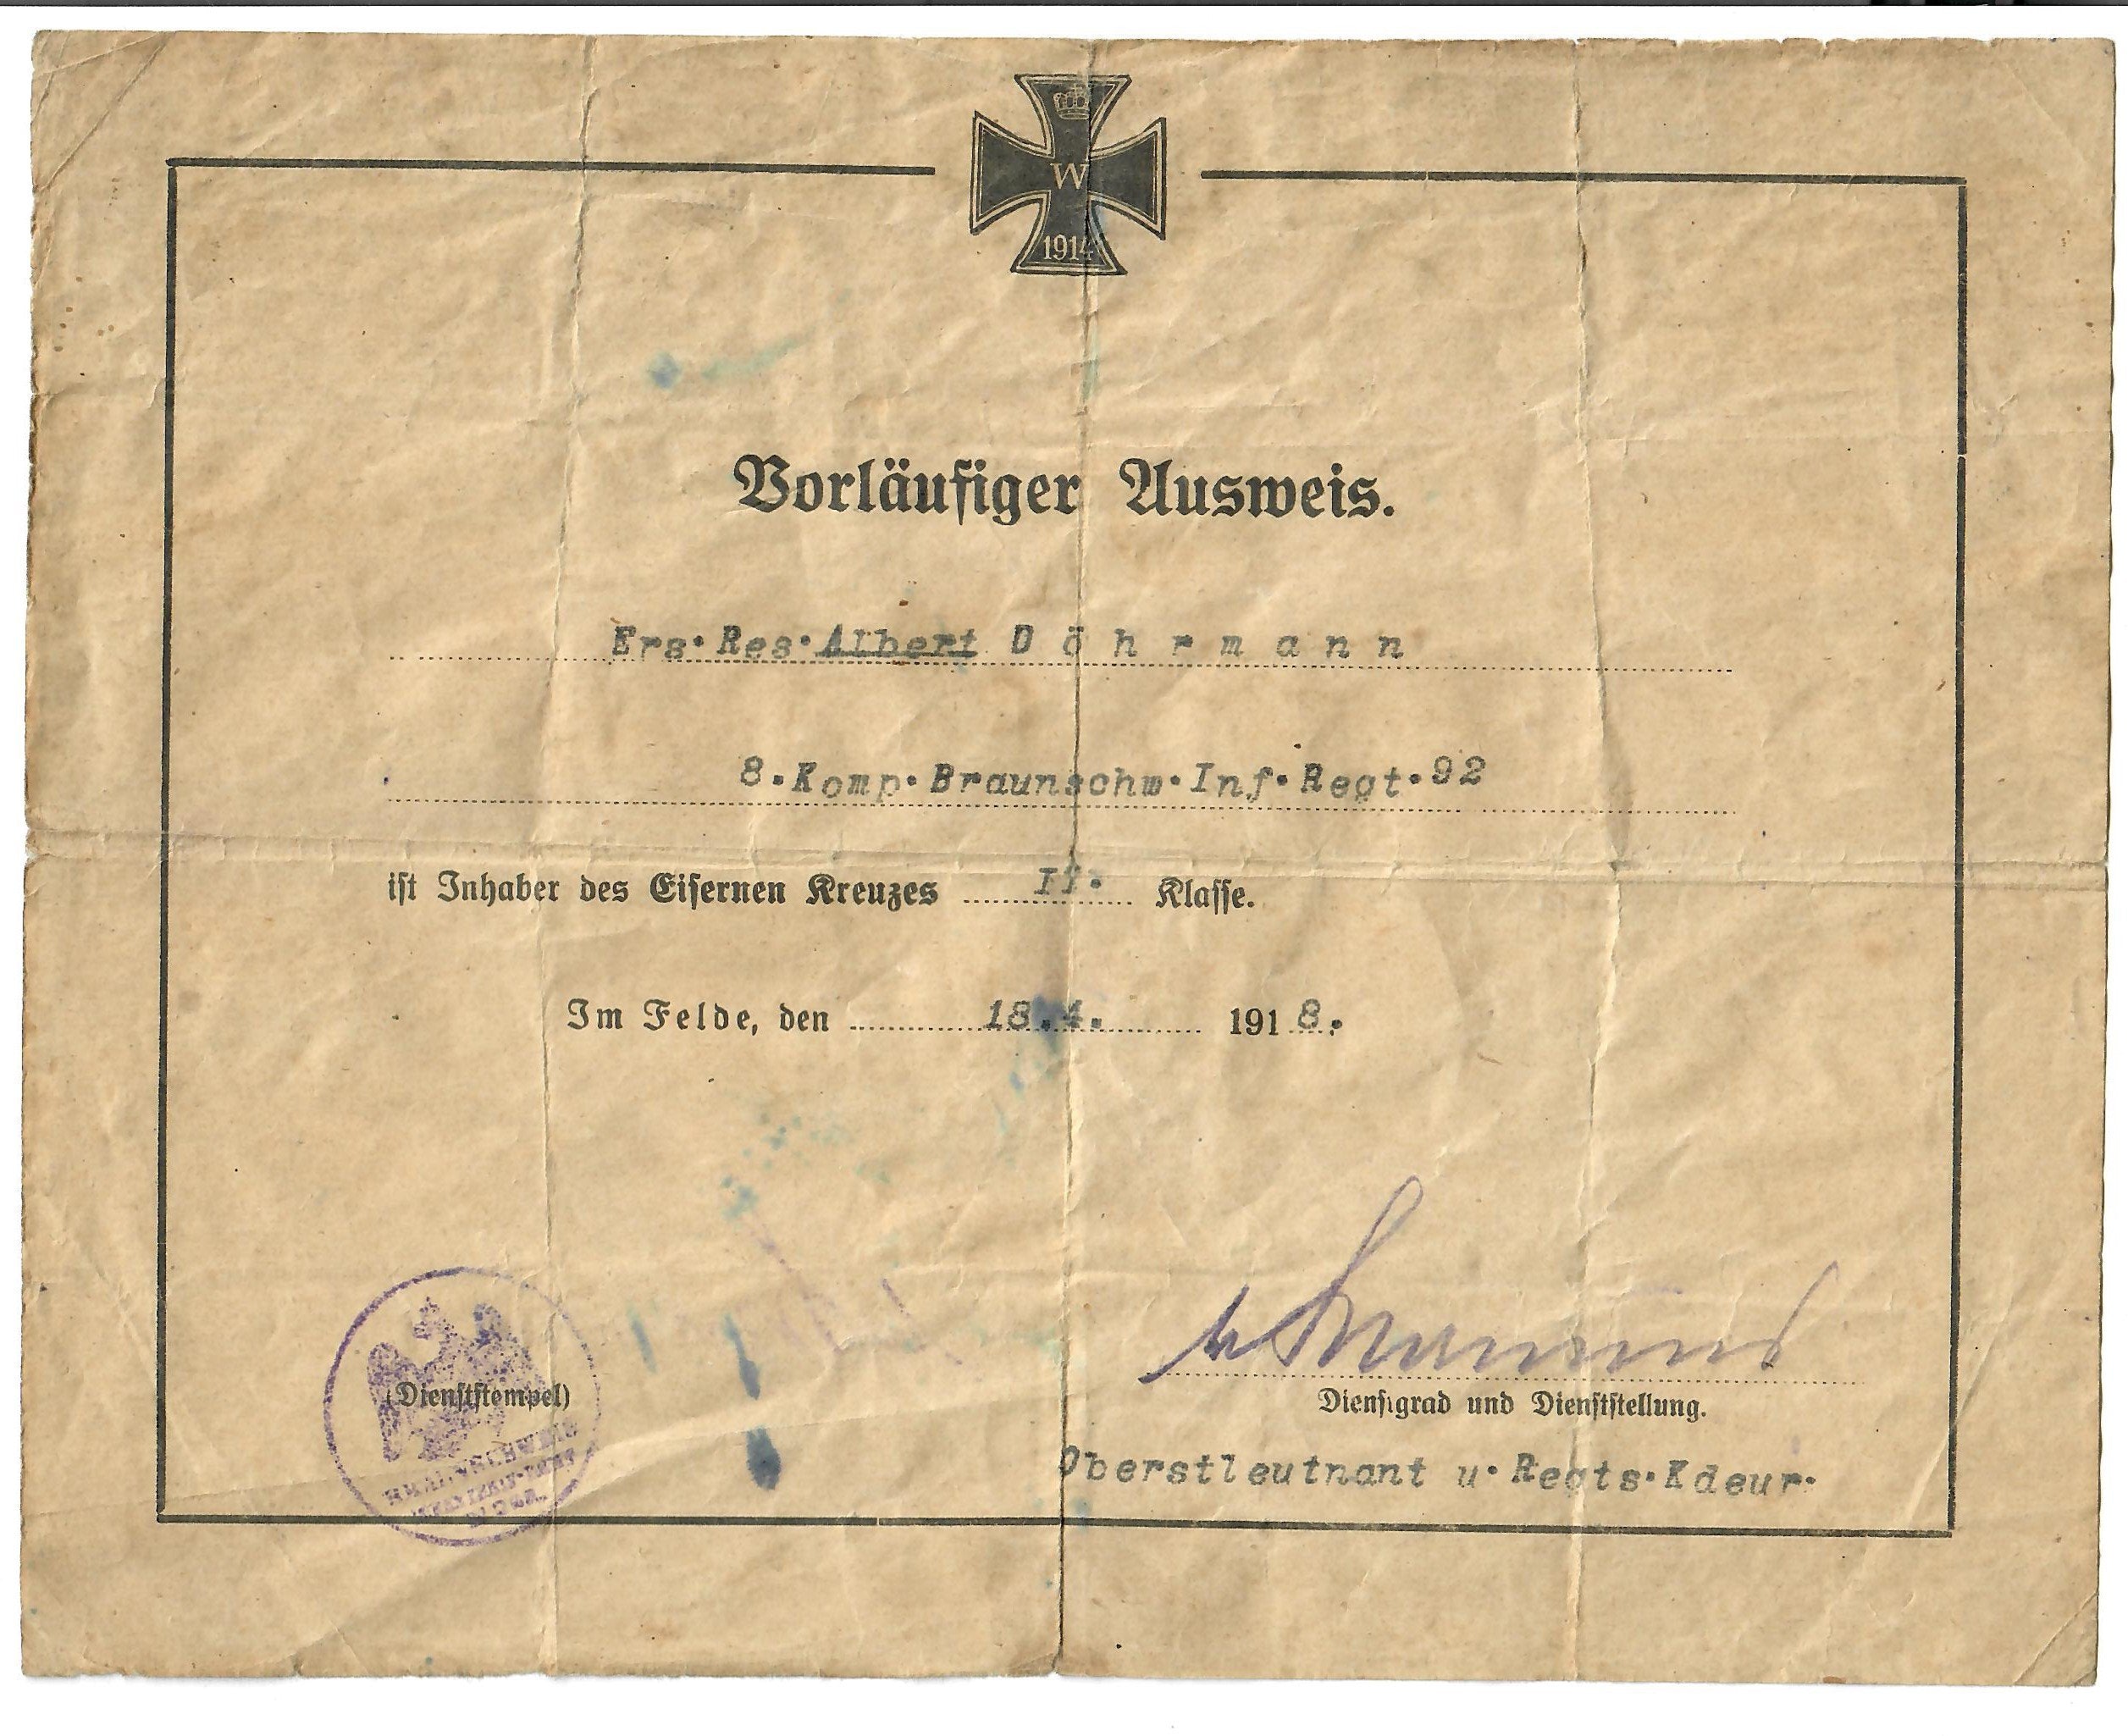 W
1914
Vorläufiger Ausweis.
Ers.Res.Albert D ö h r m a n n
8.Komp.Braunschw.Inf.Regt.92
ist Inhaber des Eisernen Kreuzes II. Klasse.
Im Felde, den 18.4. 1918.
(Dienststempel)
Dienstgrad und Dienststellung.
Oberstleutnant u.Regts.Kdeur.